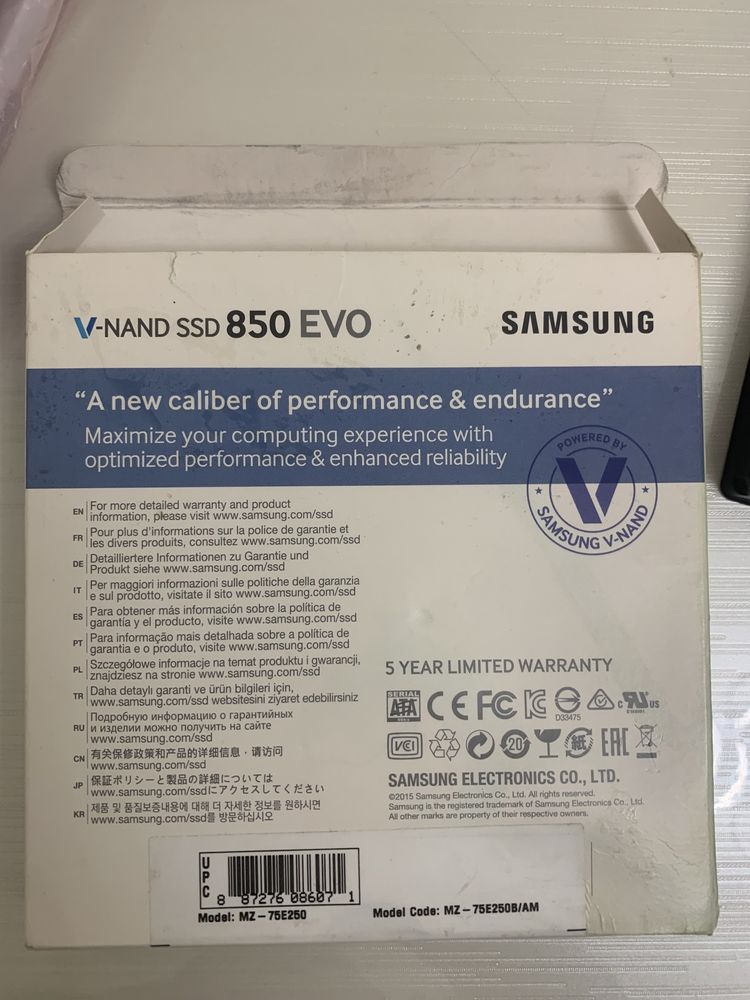 V-NAND SSD 850 EVO
SAMSUNG
“A new caliber of performance & endurance”
Maximize your computing experience with
optimized performance & enhanced reliability
POWERED BY
SAMSUNG V-NAND
EN For more detailed warranty and product
information, please visit www.samsung.com/ssd
FR Pour plus d'informations sur la police de garantie et
les divers produits, consultez www.samsung.com/ssd
DE Detailliertere Informationen zu Garantie und
Produkt siehe www.samsung.com/ssd
IT Per maggiori informazioni sulle politiche della garanzia
e sul prodotto, visitate il sito www.samsung.com/ssd
ES Para obtener más información sobre la política de
garantía y el producto, visite www.samsung.com/ssd
PT Para informação mais detalhada sobre a política de
garantia e o produto, visite www.samsung.com/ssd
PL Szczegółowe informacje na temat produktu i gwarancji,
znajdziesz na stronie www.samsung.com/ssd
TR Daha detaylı garanti ve ürün bilgileri için,
www.samsung.com/ssd websitesini ziyaret edebilirsiniz
RU Подробную информацию о гарантийных
и изделии можно получить на сайте
www.samsung.com/ssd
CN 有关保修政策和产品的详细信息，请访问
www.samsung.com/ssd
JP 保証ポリシーと製品の詳細については
www.samsung.com/ssdにアクセスしてください
KR 제품 및 품질보증내용에 대해 더 자세한 정보를 원하시면
www.samsung.com/ssd를 방문하십시오
5 YEAR LIMITED WARRANTY
SERIAL
ATA
CE FC D33475 c RU US
VCI 20 紙 EAC
SAMSUNG ELECTRONICS CO., LTD.
©2015 Samsung Electronics Co., Ltd. All rights reserved.
Samsung is the registered trademark of Samsung Electronics Co., Ltd.
All other marks are property of their respective owners.
UPC
8 87276 08607 1
Model: MZ-75E250
Model Code: MZ-75E250B/AM